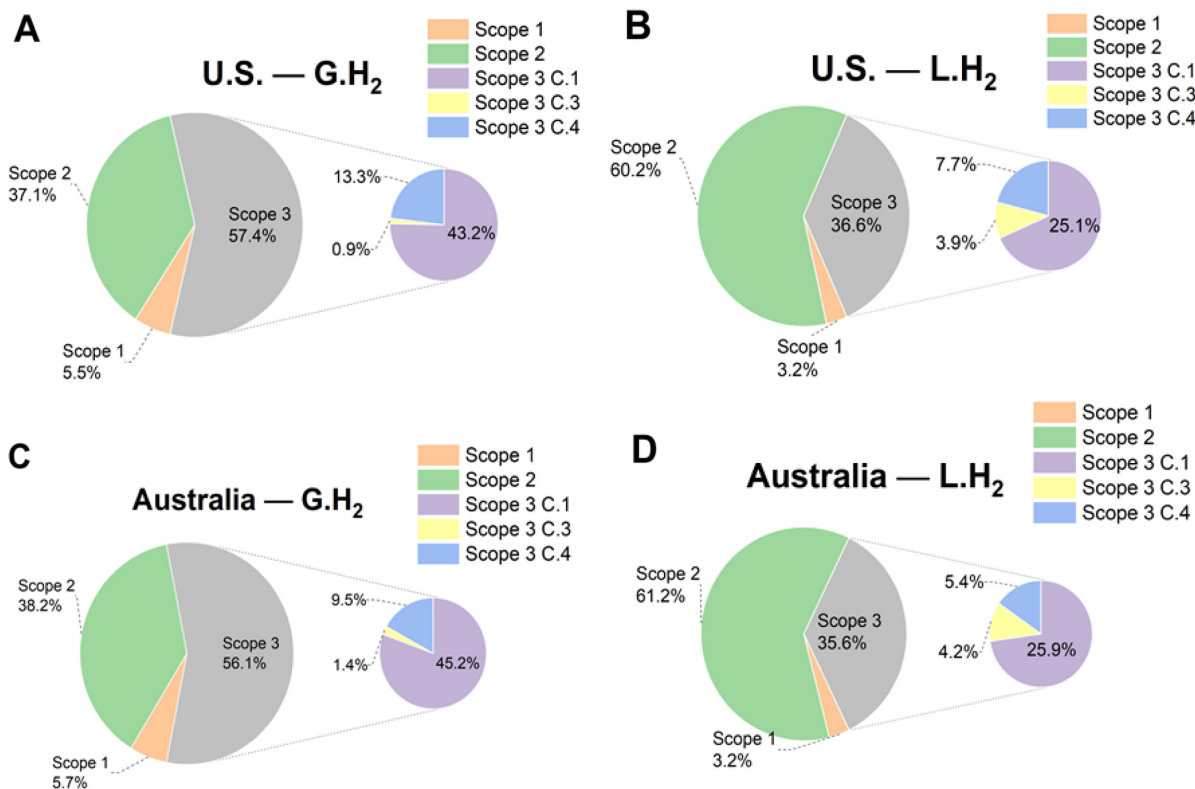 A
U.S. — G.H₂
Scope 1
Scope 2
Scope 3 C.1
Scope 3 C.3
Scope 3 C.4
Scope 2
37.1%
Scope 3
57.4%
Scope 1
5.5%
13.3%
0.9%
43.2%
B
U.S. — L.H₂
Scope 1
Scope 2
Scope 3 C.1
Scope 3 C.3
Scope 3 C.4
Scope 2
60.2%
Scope 3
36.6%
Scope 1
3.2%
7.7%
3.9%
25.1%
C
Australia — G.H₂
Scope 1
Scope 2
Scope 3 C.1
Scope 3 C.3
Scope 3 C.4
Scope 2
38.2%
Scope 3
56.1%
Scope 1
5.7%
9.5%
1.4%
45.2%
D
Australia — L.H₂
Scope 1
Scope 2
Scope 3 C.1
Scope 3 C.3
Scope 3 C.4
Scope 2
61.2%
Scope 3
35.6%
Scope 1
3.2%
5.4%
4.2%
25.9%